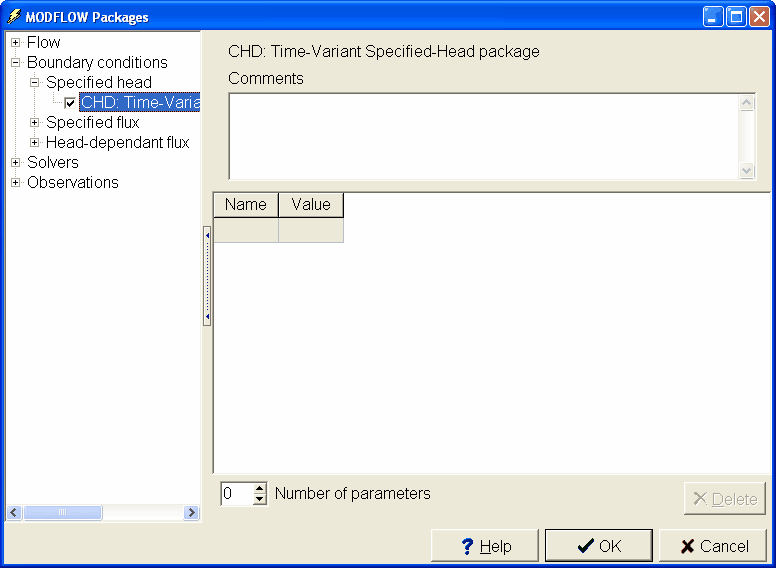 MODFLOW Packages
Flow
Boundary conditions
Specified head
CHD: Time-Varia
Specified flux
Head-dependant flux
Solvers
Observations
CHD: Time-Variant Specified-Head package
Comments
Name Value
0 Number of parameters
Delete
? Help
OK
Cancel